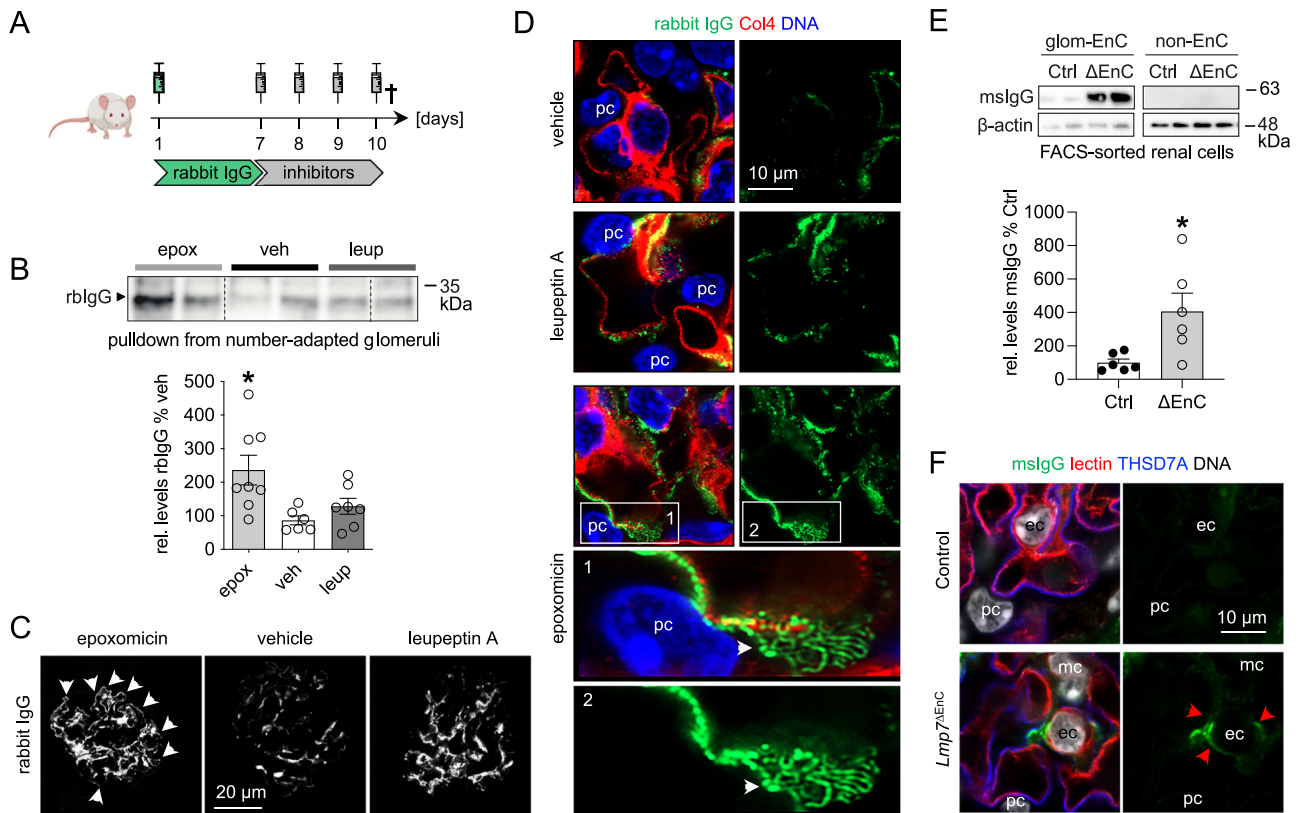 A
[days]
1 7 8 9 10
rabbit IgG inhibitors
B
epox veh leup
rbIgG
35
kDa
pulldown from number-adapted glomeruli
rel. levels rbIgG % veh
500
400
300
200
100
0
*
epox veh leup
C
epoxomicin vehicle leupeptin A
rabbit IgG
20 µm
D
rabbit IgG Col4 DNA
vehicle
pc
10 µm
leupeptin A
pc
pc
pc
epoxomicin
pc 1
2
1
pc
2
E
glom-EnC non-EnC
Ctrl ΔEnC Ctrl ΔEnC
msIgG
63
β-actin
48
kDa
FACS-sorted renal cells
rel. levels msIgG % Ctrl
1000
800
600
400
200
0
*
Ctrl ΔEnC
F
msIgG lectin THSD7A DNA
Control
ec
pc
ec
pc
10 µm
Lmp7ΔEnC
mc
ec
pc
mc
ec
pc